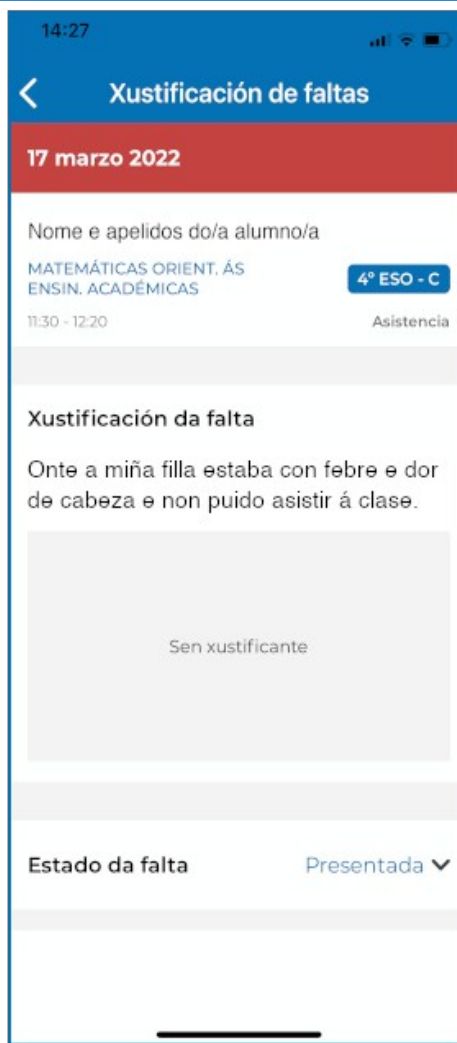 14:27
Xustificación de faltas
17 marzo 2022
Nome e apelidos do/a alumno/a
MATEMÁTICAS ORIENT. ÁS
ENSIN. ACADÉMICAS
4º ESO - C
11:30 - 12:20
Asistencia
Xustificación da falta
Onte a miña filla estaba con febre e dor
de cabeza e non puido asistir á clase.
Sen xustificante
Estado da falta
Presentada